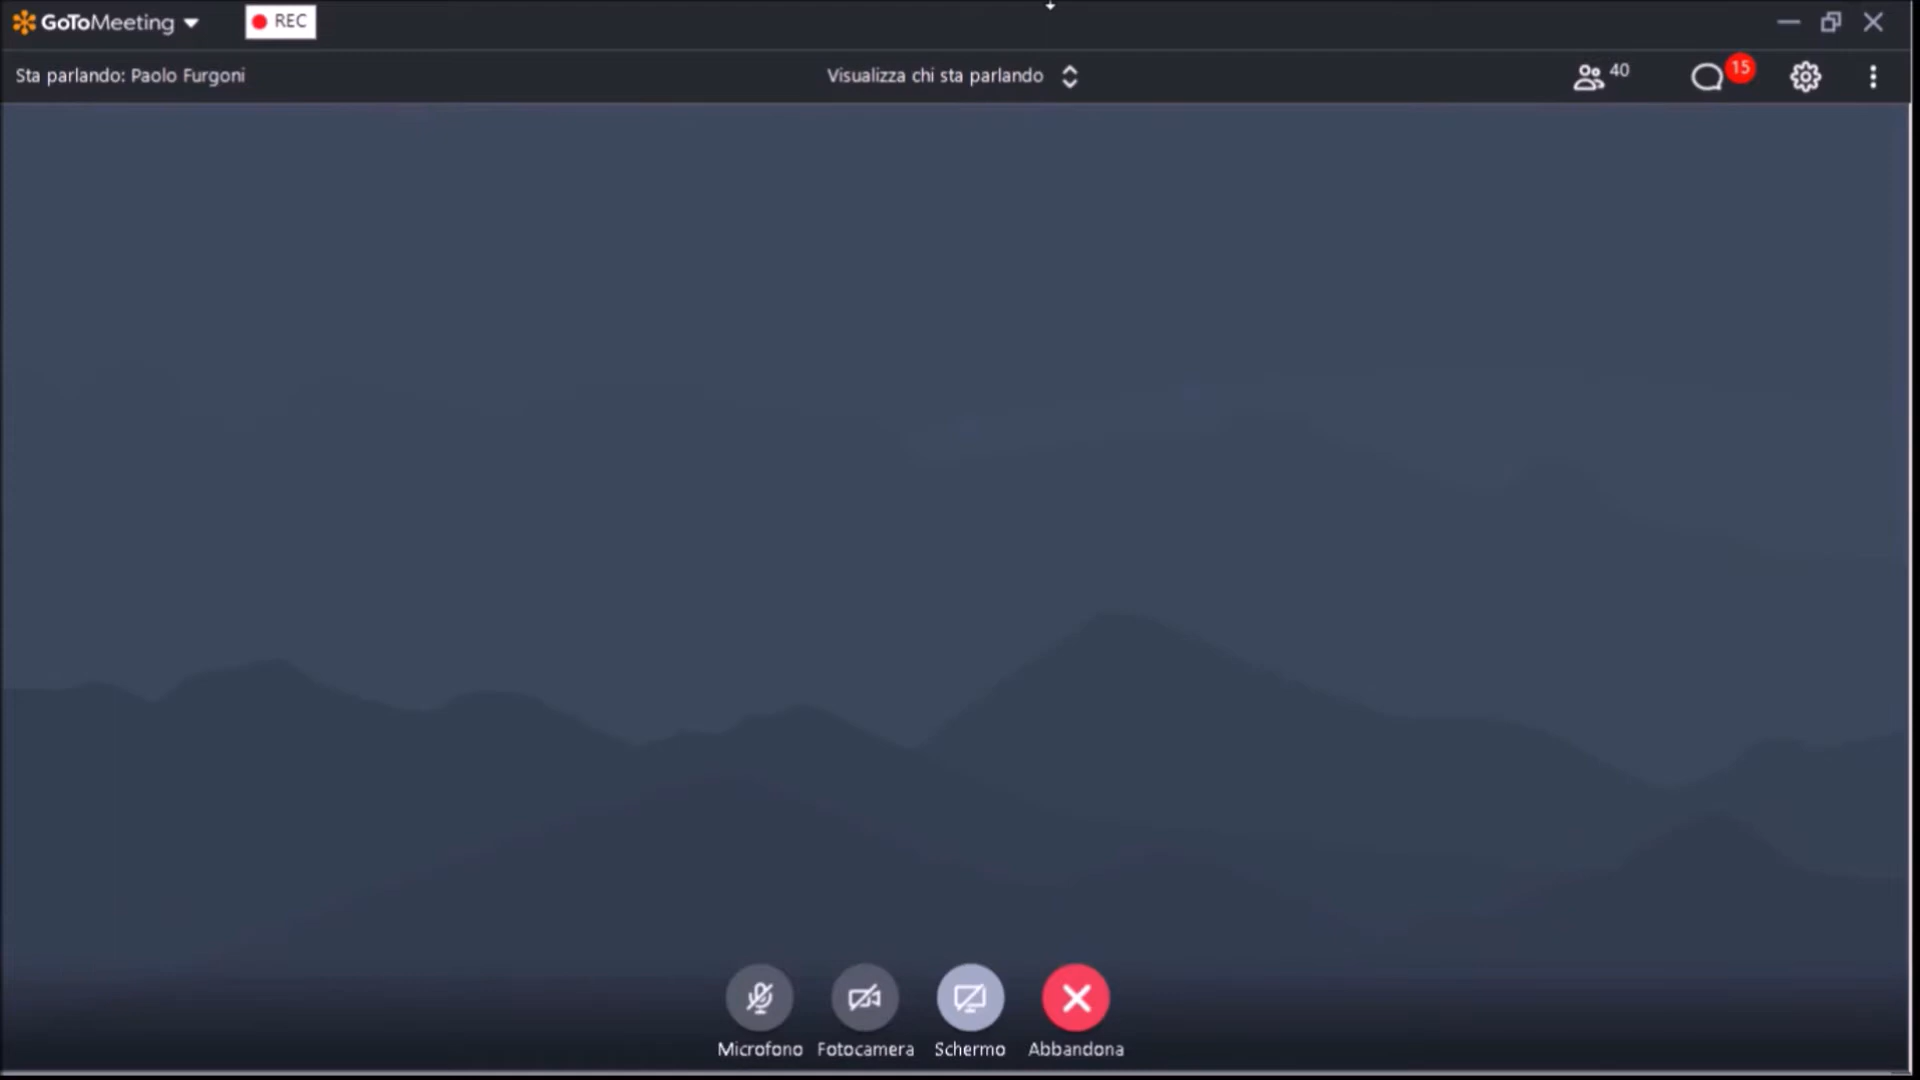 GoToMeeting
REC
Sta parlando: Paolo Furgoni
Visualizza chi sta parlando
40
15
Microfono
Fotocamera
Schermo
Abbandona